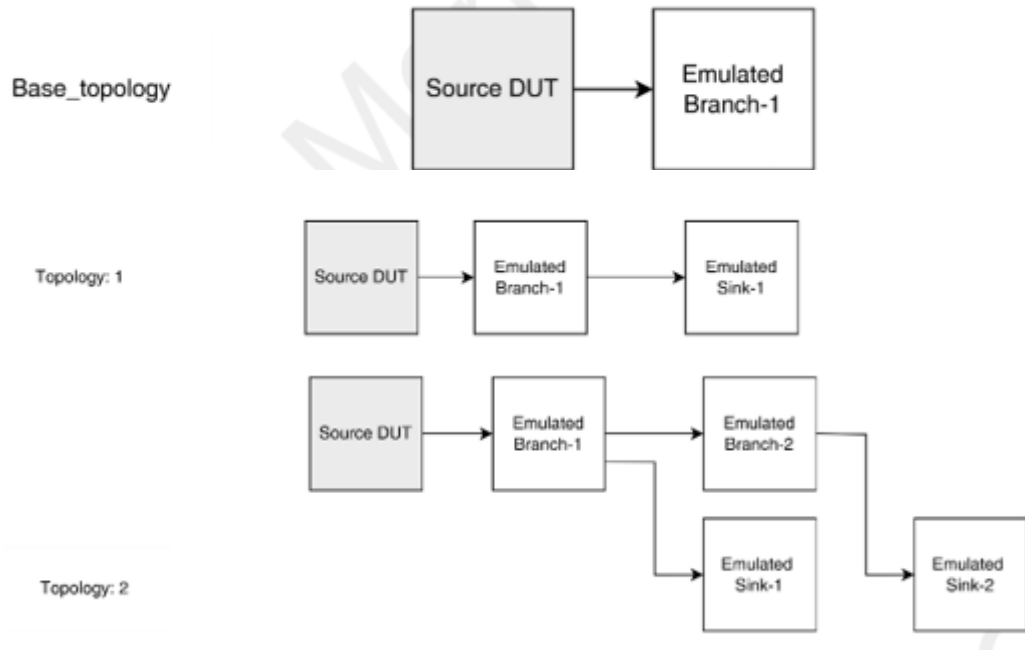 Base_topology
Source DUT
Emulated
Branch-1
Topology: 1
Source DUT
Emulated
Branch-1
Emulated
Sink-1
Source DUT
Emulated
Branch-1
Emulated
Branch-2
Topology: 2
Emulated
Sink-1
Emulated
Sink-2